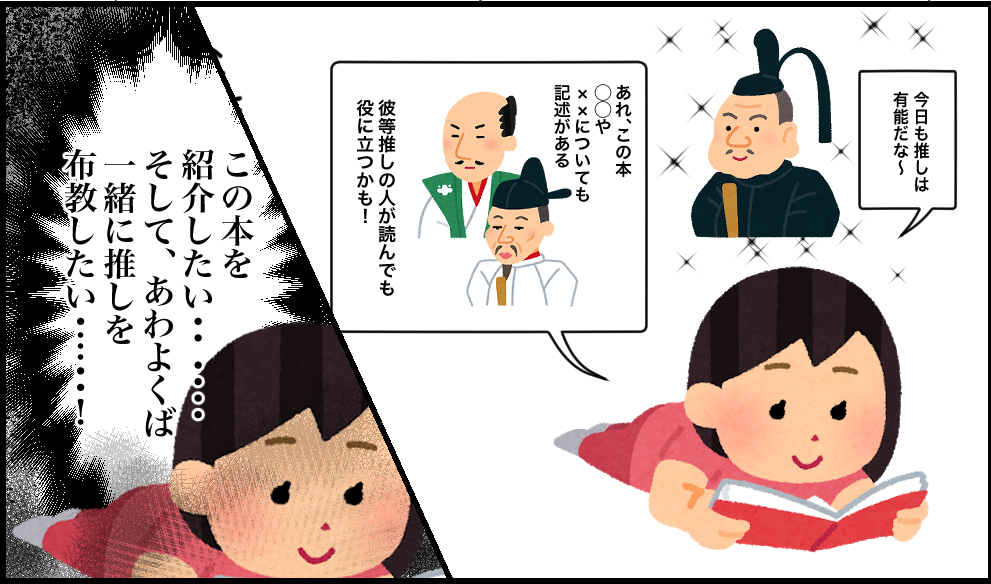 今日も推しは
有能だな～
あれ、この本
○○や
××についても
記述がある
彼等推しの人が読んでも
役に立つかも！
この本を
紹介したい・・・・・・
そして、あわよくば
一緒に推しを
布教したい………！